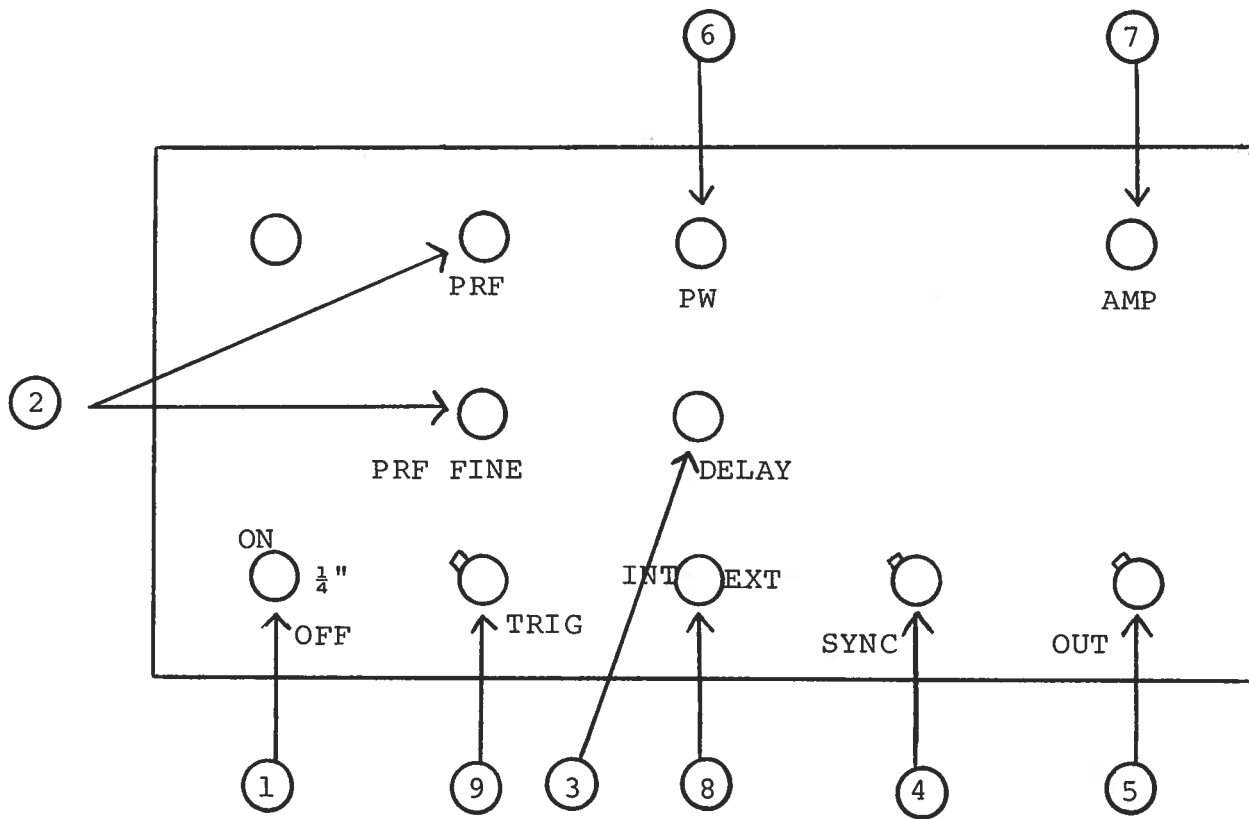 6 7
PRF PW AMP
2
PRF FINE DELAY
ON
¼"
INT EXT
OFF TRIG SYNC OUT
1 9 3 8 4 5